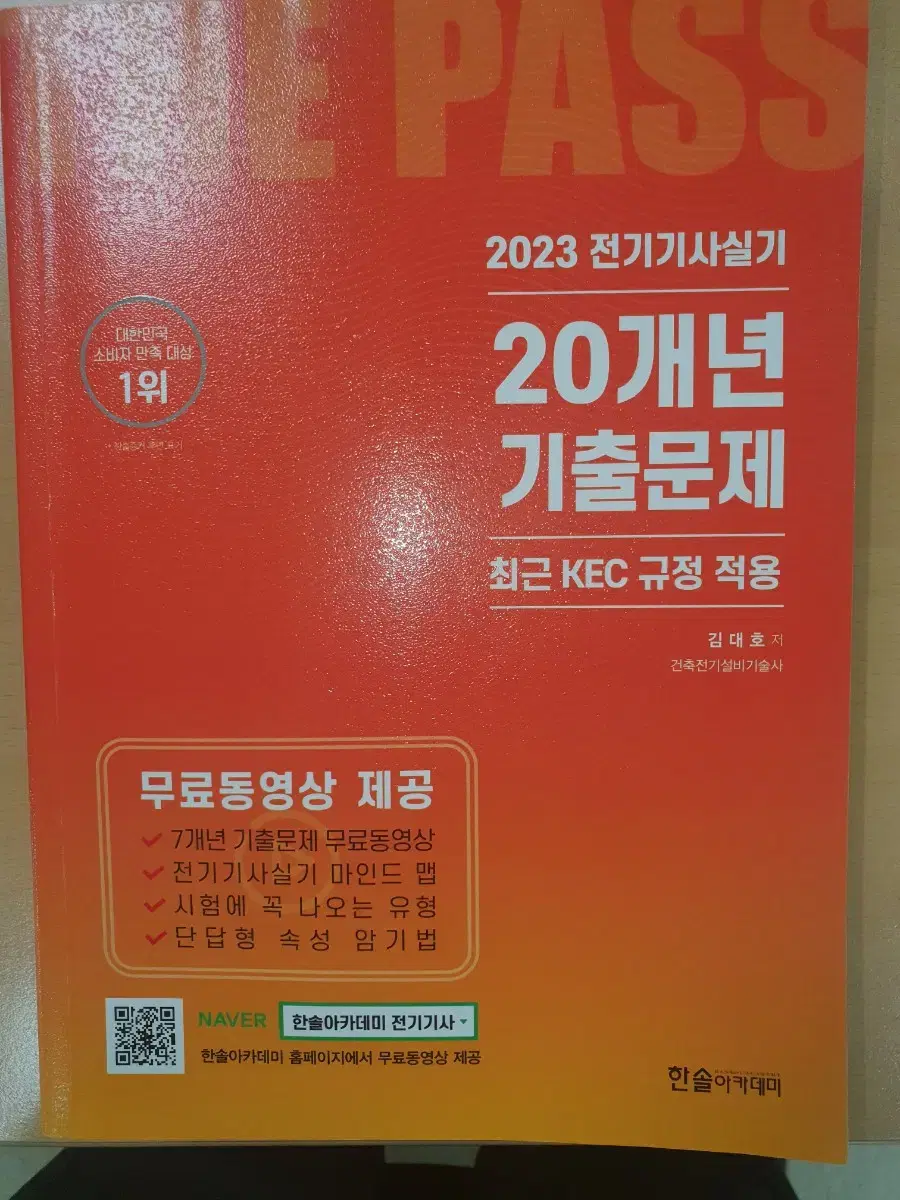 THE PASS
2023 전기기사실기
20개년
기출문제
최근 KEC 규정 적용
김대호 저
건축전기설비기술사
대한민국
소비자 만족 대상
1위
무료동영상 제공
7개년 기출문제 무료동영상
전기기사실기 마인드 맵
시험에 꼭 나오는 유형
단답형 속성 암기법
NAVER 한솔아카데미 전기기사
한솔아카데미 홈페이지에서 무료동영상 제공
한솔아카데미